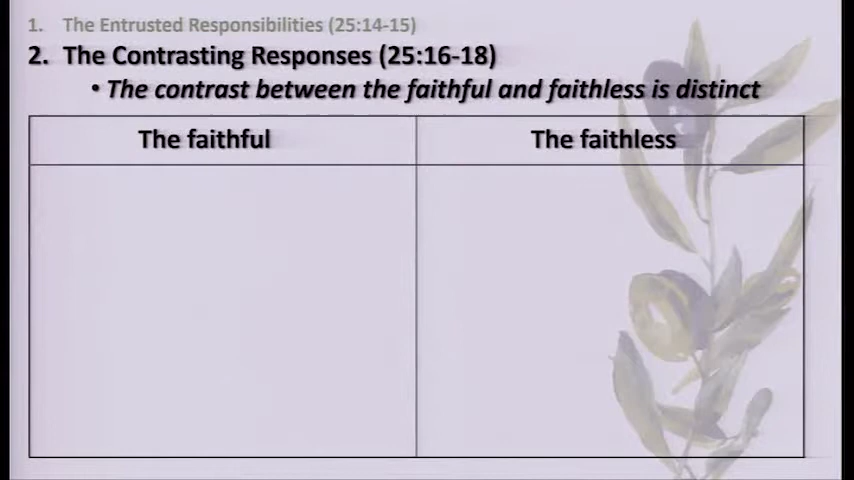 1. The Entrusted Responsibilities (25:14-15)
2. The Contrasting Responses (25:16-18)
• The contrast between the faithful and faithless is distinct
The faithful
The faithless